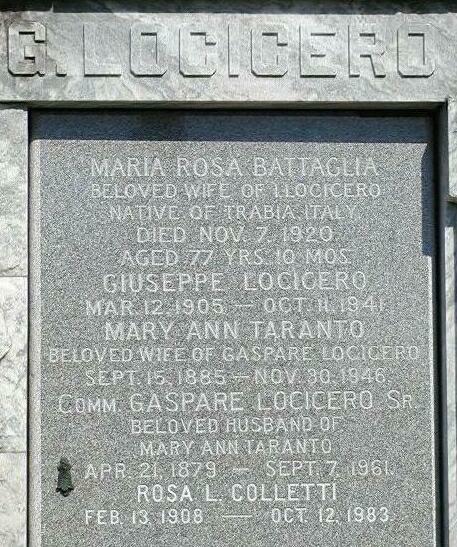 G. LOCICERO
MARIA ROSA BATTAGLIA
BELOVED WIFE OF I. LOCICERO
NATIVE OF TRABIA, ITALY,
DIED NOV. 7, 1920
AGED 77 YRS. 10 MOS.
GIUSEPPE LOCICERO
MAR. 12, 1905 — OCT. 11, 1941
MARY ANN TARANTO
BELOVED WIFE OF GASPARE LOCICERO
SEPT. 15, 1885 — NOV. 30, 1946
COMM. GASPARE LOCICERO SR
BELOVED HUSBAND OF
MARY ANN TARANTO
APR. 21, 1879 — SEPT. 7, 1961.
ROSA L. COLLETTI
FEB. 13, 1908 — OCT. 12, 1983.